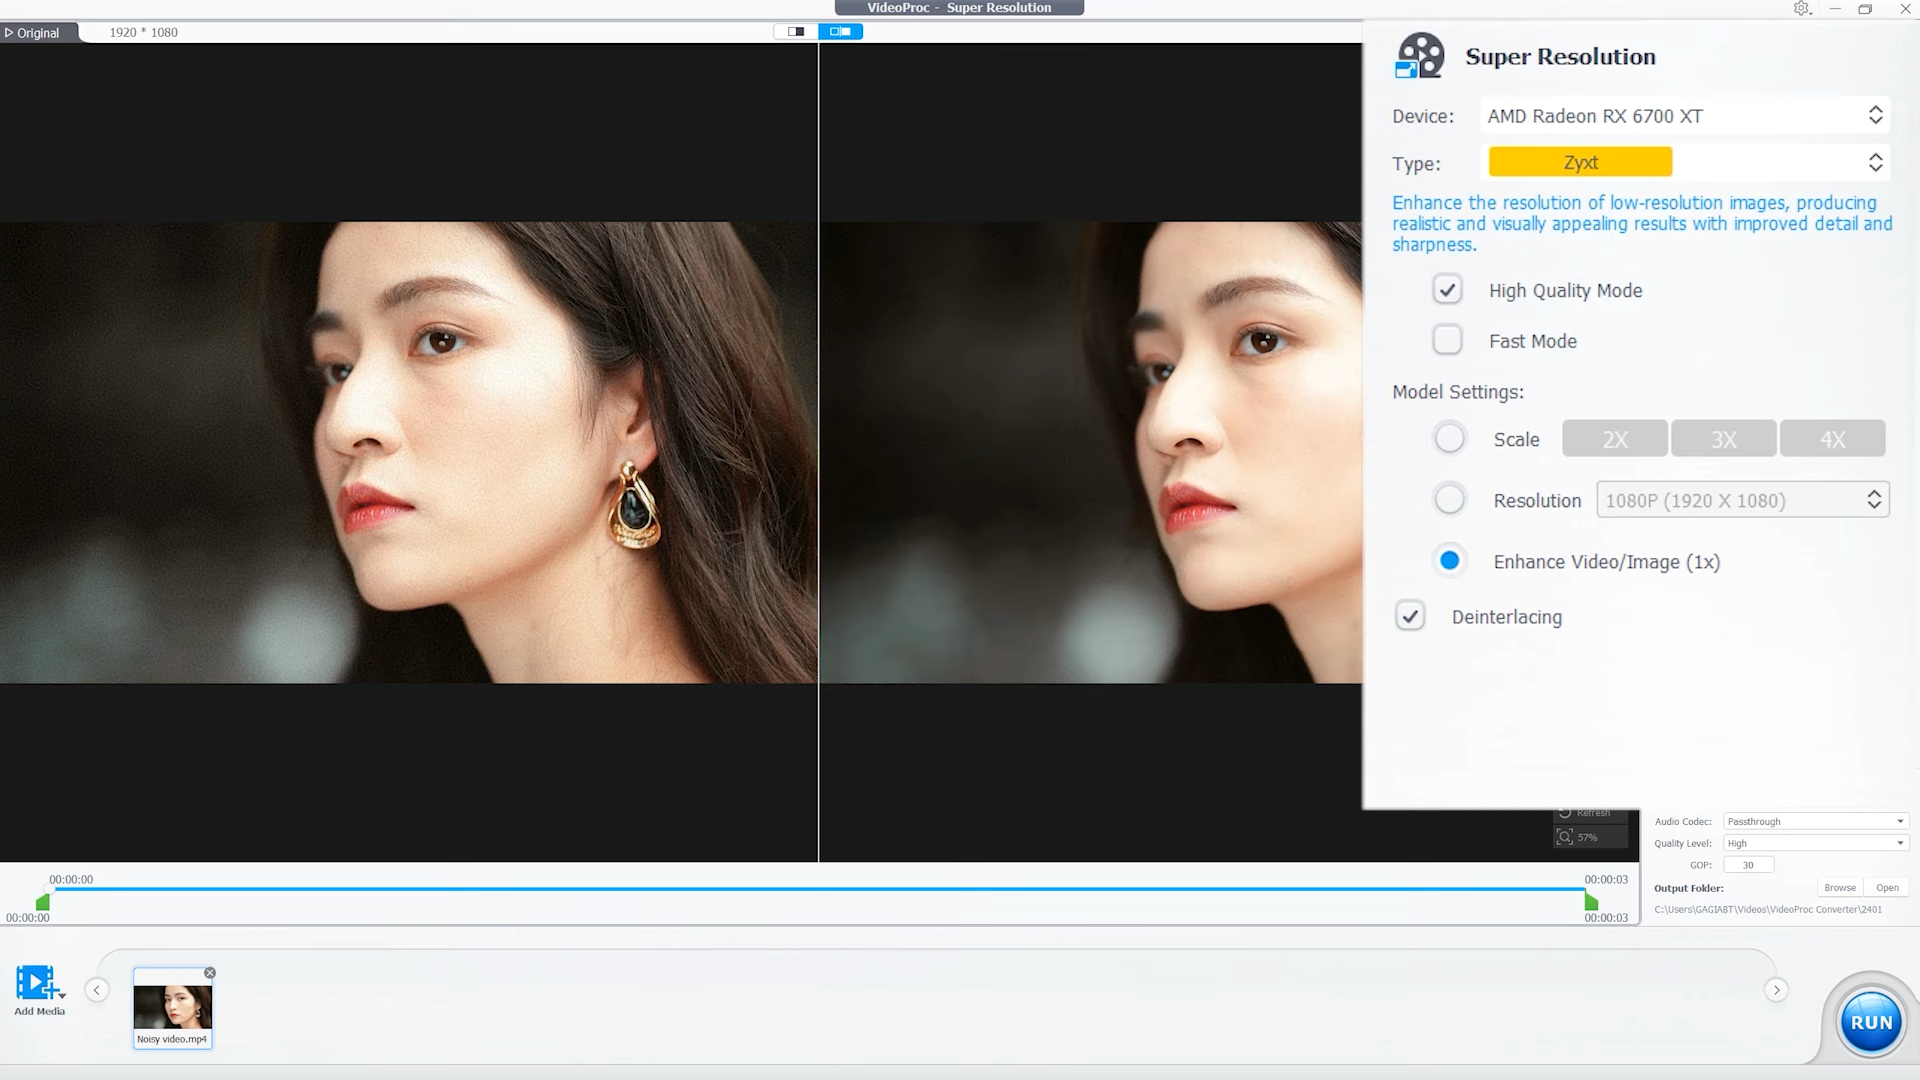 VideoProc - Super Resolution
Original
1920 * 1080
Super Resolution
Device:
AMD Radeon RX 6700 XT
Type:
Zyxt
Enhance the resolution of low-resolution images, producing
realistic and visually appealing results with improved detail and
sharpness.
High Quality Mode
Fast Mode
Model Settings:
Scale
2X
3X
4X
Resolution
1080P (1920 X 1080)
Enhance Video/Image (1x)
Deinterlacing
Refresh
57%
Audio Codec:
Passthrough
Quality Level:
High
GOP:
30
Output Folder:
Browse
Open
C:\Users\GAGIABT\Videos\VideoProc Converter\2401
00:00:00
00:00:03
00:00:00
00:00:03
Add Media
Noisy video.mp4
RUN